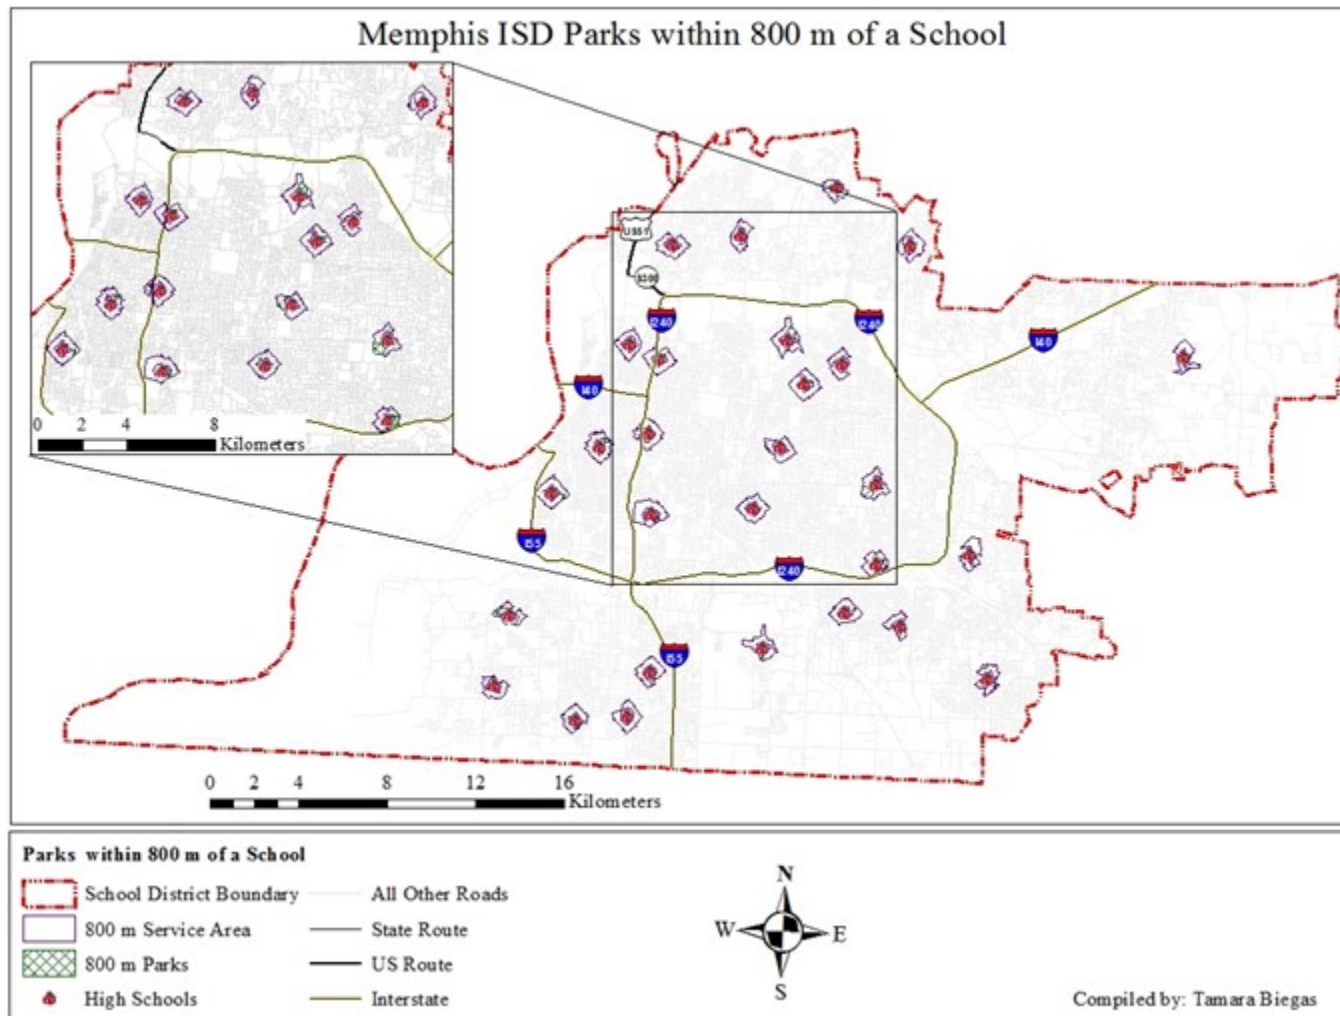 Memphis ISD Parks within 800 m of a School
0 2 4 8
Kilometers
US51
S300
I240
I240
I40
I40
I55
I240
I55
0 2 4 8 12 16
Kilometers
Parks within 800 m of a School
School District Boundary
800 m Service Area
800 m Parks
High Schools
All Other Roads
State Route
US Route
Interstate
N
W E
S
Compiled by: Tamara Biegas